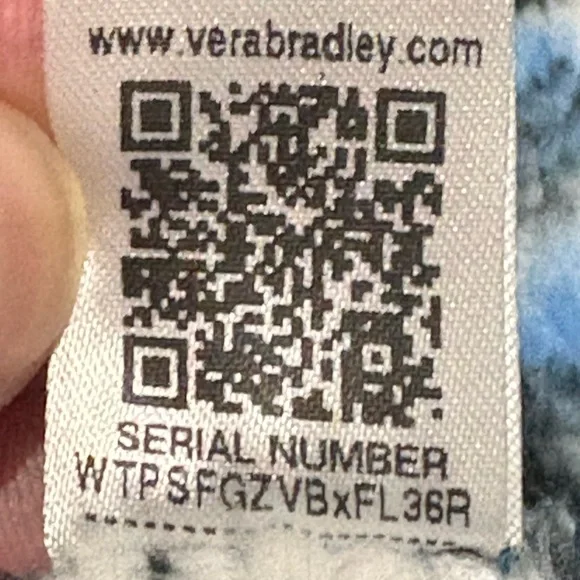 www.verabradley.com
SERIAL NUMBER
WTPSFGZVBxFL36R